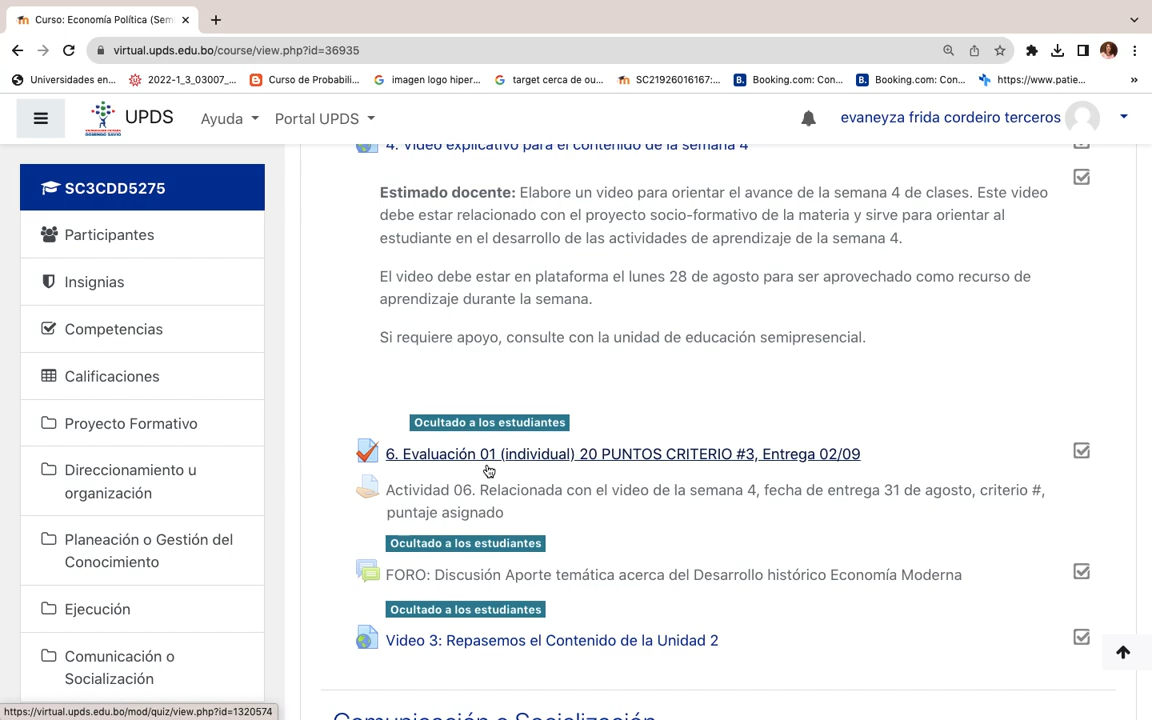 Curso: Economía Política (Sem
virtual.upds.edu.bo/course/view.php?id=36935
Universidades en...
2022-1_3_03007_...
Curso de Probabili...
imagen logo hiper...
target cerca de ou...
SC21926016167:...
Booking.com: Con...
Booking.com: Con...
https://www.patie...
»
UPDS
Ayuda
Portal UPDS
evaneyza frida cordeiro terceros
SC3CDD5275
Participantes
Insignias
Competencias
Calificaciones
Proyecto Formativo
Direccionamiento u
organización
Planeación o Gestión del
Conocimiento
Ejecución
Comunicación o
Socialización
4. Video explicativo para el contenido de la semana 4
Estimado docente: Elabore un video para orientar el avance de la semana 4 de clases. Este video
debe estar relacionado con el proyecto socio-formativo de la materia y sirve para orientar al
estudiante en el desarrollo de las actividades de aprendizaje de la semana 4.
El video debe estar en plataforma el lunes 28 de agosto para ser aprovechado como recurso de
aprendizaje durante la semana.
Si requiere apoyo, consulte con la unidad de educación semipresencial.
Ocultado a los estudiantes
6. Evaluación 01 (individual) 20 PUNTOS CRITERIO #3, Entrega 02/09
Actividad 06. Relacionada con el video de la semana 4, fecha de entrega 31 de agosto, criterio #,
puntaje asignado
Ocultado a los estudiantes
FORO: Discusión Aporte temática acerca del Desarrollo histórico Economía Moderna
Ocultado a los estudiantes
Video 3: Repasemos el Contenido de la Unidad 2
Comunicación o Socialización
https://virtual.upds.edu.bo/mod/quiz/view.php?id=1320574